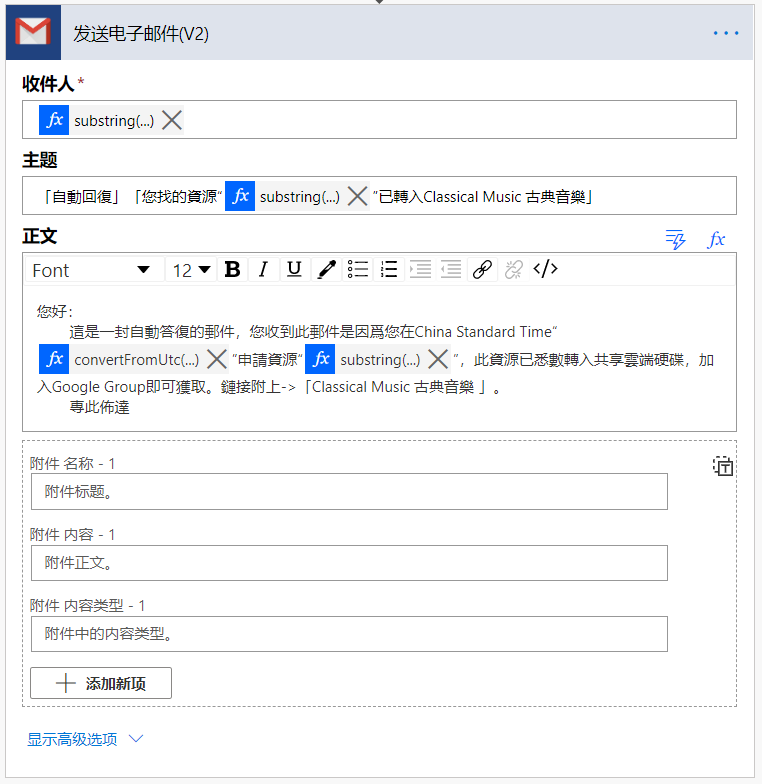 发送电子邮件(V2)
收件人*
fx substring(...)
主题
「自動回復」「您找的資源“ fx substring(...) ”已轉入Classical Music 古典音樂」
正文
fx
Font 12 B I U </>
您好：
這是一封自動答復的郵件，您收到此郵件是因爲您在China Standard Time“
fx convertFromUtc(...) ”申請資源“ fx substring(...) ”，此資源已悉數轉入共享雲端硬碟，加
入Google Group即可獲取。鏈接附上->「Classical Music 古典音樂 」。
專此佈達
附件 名称 - 1
附件标题。
附件 内容 - 1
附件正文。
附件 内容类型 - 1
附件中的内容类型。
添加新项
显示高级选项